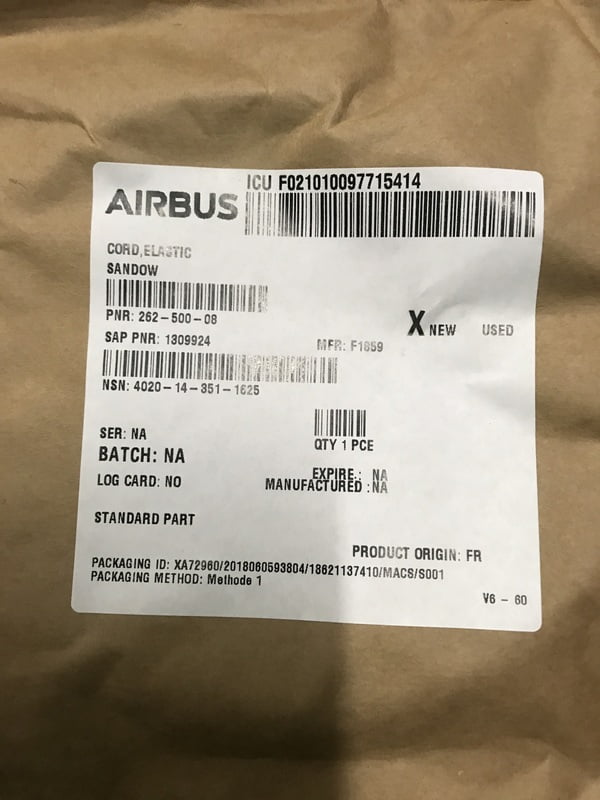 ICU F021010097715414
AIRBUS
CORD,ELASTIC
SANDOW
PNR: 262-500-08
X NEW USED
SAP PNR: 1309924
MFR: F1859
NSN: 4020-14-351-1625
SER: NA
QTY 1 PCE
BATCH: NA
EXPIRE.: NA
LOG CARD: NO
MANUFACTURED :NA
STANDARD PART
PRODUCT ORIGIN: FR
PACKAGING ID: XA72960/2018060593804/18621137410/MACS/S001
PACKAGING METHOD: Methode 1
V6 - 60